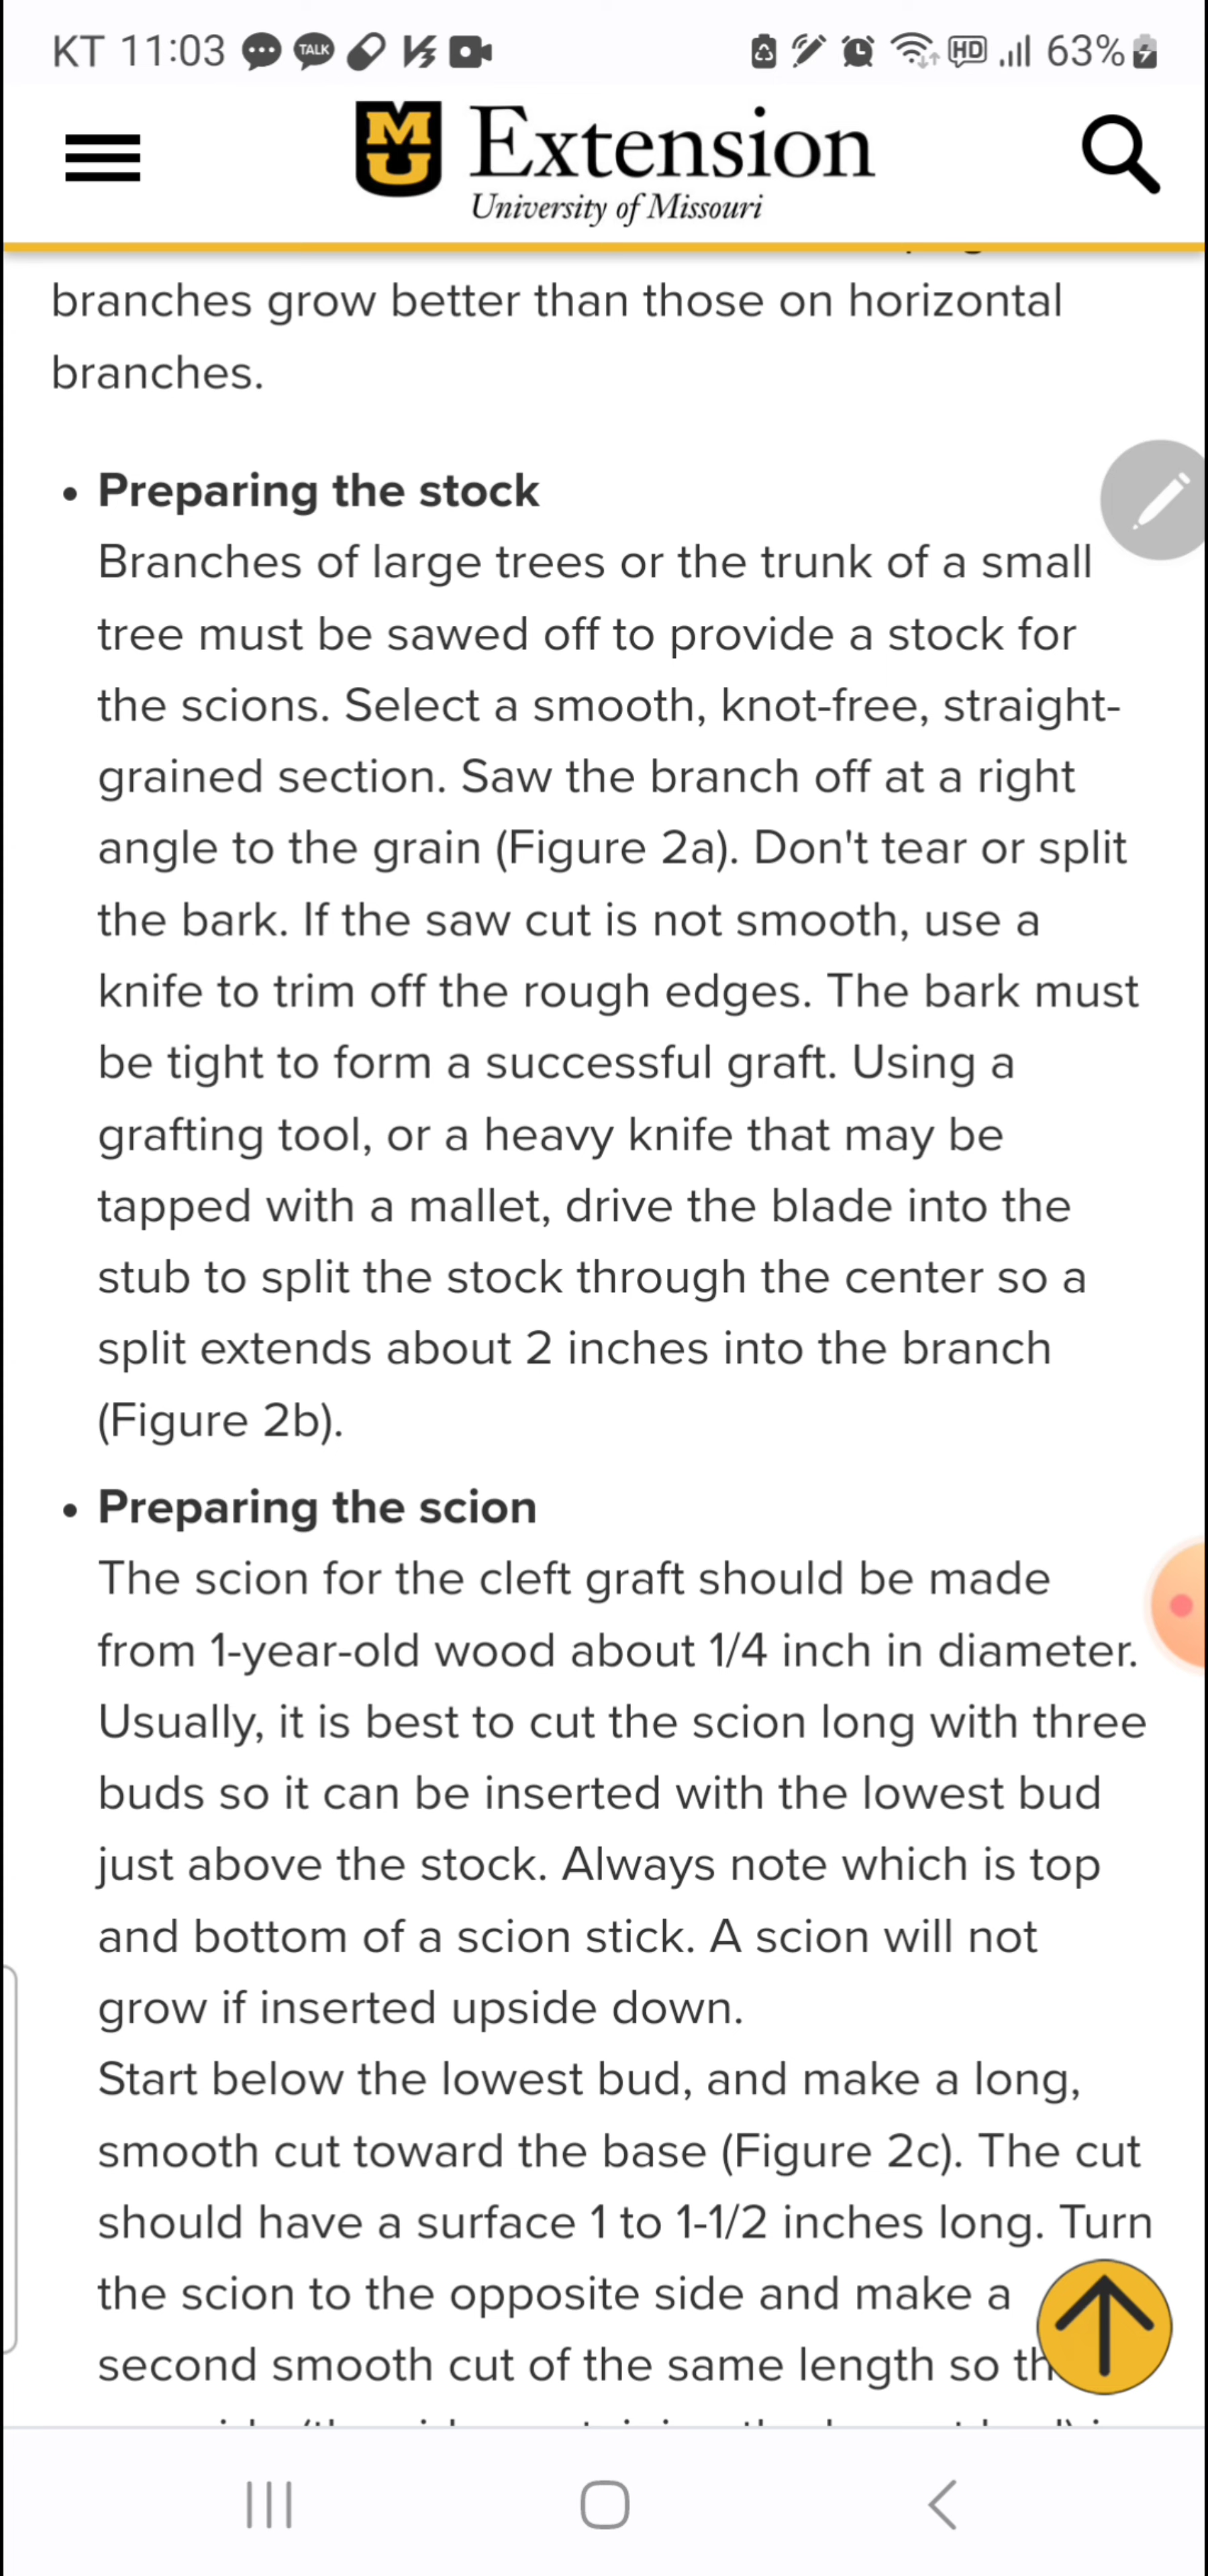 KT 11:03
TALK
HD
63%
MU
Extension
University of Missouri
branches grow better than those on horizontal
branches.
• Preparing the stock
Branches of large trees or the trunk of a small
tree must be sawed off to provide a stock for
the scions. Select a smooth, knot-free, straight-
grained section. Saw the branch off at a right
angle to the grain (Figure 2a). Don't tear or split
the bark. If the saw cut is not smooth, use a
knife to trim off the rough edges. The bark must
be tight to form a successful graft. Using a
grafting tool, or a heavy knife that may be
tapped with a mallet, drive the blade into the
stub to split the stock through the center so a
split extends about 2 inches into the branch
(Figure 2b).
• Preparing the scion
The scion for the cleft graft should be made
from 1-year-old wood about 1/4 inch in diameter.
Usually, it is best to cut the scion long with three
buds so it can be inserted with the lowest bud
just above the stock. Always note which is top
and bottom of a scion stick. A scion will not
grow if inserted upside down.
Start below the lowest bud, and make a long,
smooth cut toward the base (Figure 2c). The cut
should have a surface 1 to 1-1/2 inches long. Turn
the scion to the opposite side and make a
second smooth cut of the same length so